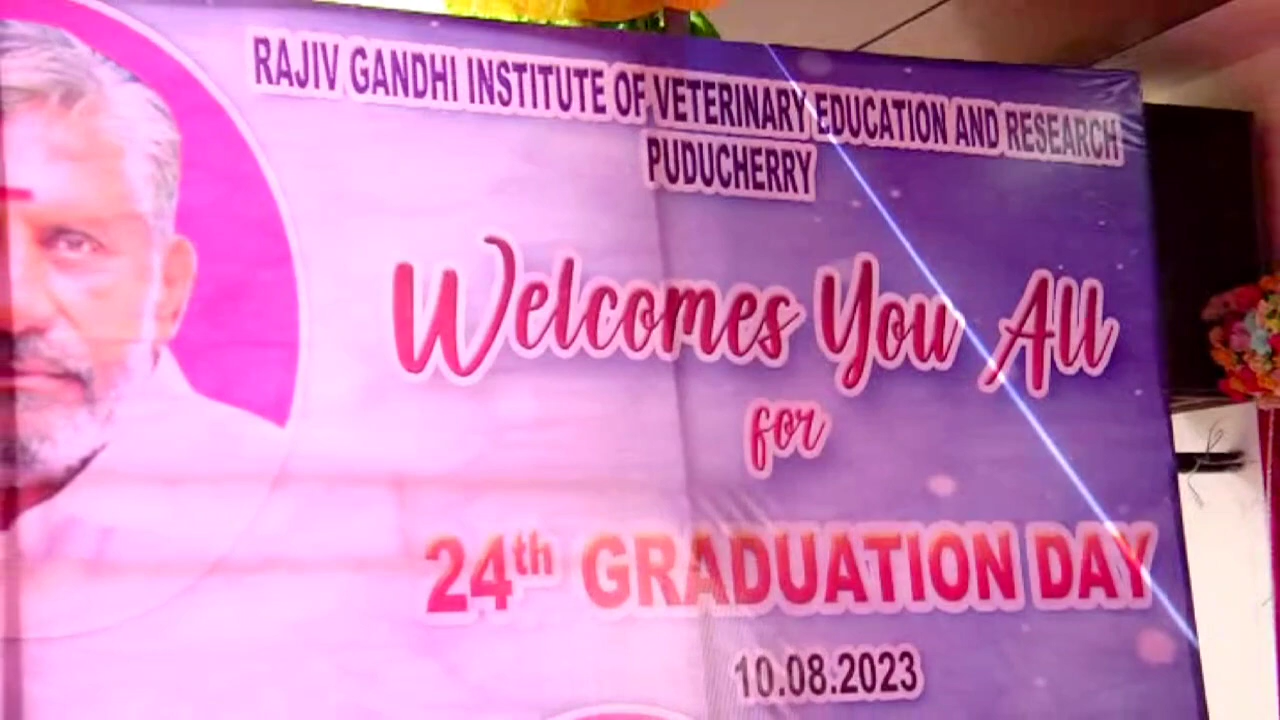 RAJIV GANDHI INSTITUTE OF VETERINARY EDUCATION AND RESEARCH
PUDUCHERRY
Welcomes You All
for
24th GRADUATION DAY
10.08.2023